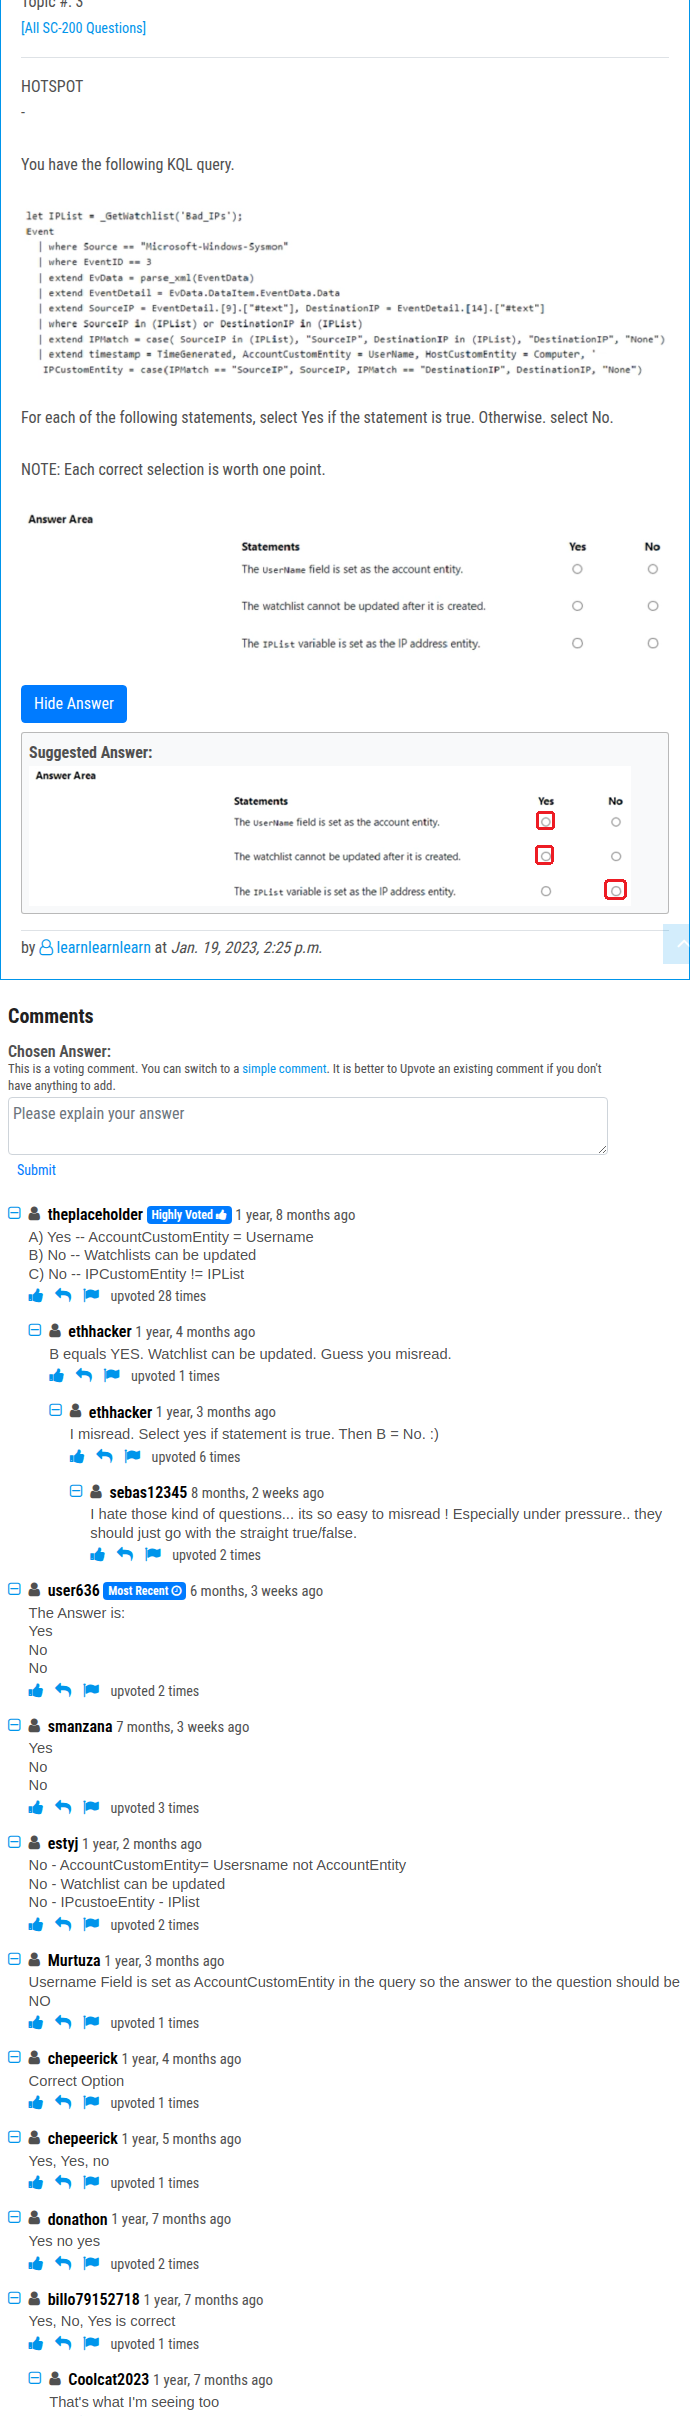 Topic #: 3
[All SC-200 Questions]
HOTSPOT
-
You have the following KQL query.
let IPList = _GetWatchlist('Bad_IPs');
Event
| where Source == "Microsoft-Windows-Sysmon"
| where EventID == 3
| extend EvData = parse_xml(EventData)
| extend EventDetail = EvData.DataItem.EventData.Data
| extend SourceIP = EventDetail.[9].["#text"], DestinationIP = EventDetail.[14].["#text"]
| where SourceIP in (IPList) or DestinationIP in (IPList)
| extend IPMatch = case( SourceIP in (IPList), "SourceIP", DestinationIP in (IPList), "DestinationIP", "None")
| extend timestamp = TimeGenerated, AccountCustomEntity = UserName, HostCustomEntity = Computer, '
IPCustomEntity = case(IPMatch == "SourceIP", SourceIP, IPMatch == "DestinationIP", DestinationIP, "None")
For each of the following statements, select Yes if the statement is true. Otherwise. select No.
NOTE: Each correct selection is worth one point.
Answer Area
Statements Yes No
The UserName field is set as the account entity.
The watchlist cannot be updated after it is created.
The IPList variable is set as the IP address entity.
Hide Answer
Suggested Answer:
Answer Area
Statements Yes No
The UserName field is set as the account entity.
The watchlist cannot be updated after it is created.
The IPList variable is set as the IP address entity.
by learnlearnlearn at Jan. 19, 2023, 2:25 p.m.
Comments
Chosen Answer:
This is a voting comment. You can switch to a simple comment. It is better to Upvote an existing comment if you don't
have anything to add.
Please explain your answer
Submit
theplaceholder Highly Voted 1 year, 8 months ago
A) Yes -- AccountCustomEntity = Username
B) No -- Watchlists can be updated
C) No -- IPCustomEntity != IPList
upvoted 28 times
ethhacker 1 year, 4 months ago
B equals YES. Watchlist can be updated. Guess you misread.
upvoted 1 times
ethhacker 1 year, 3 months ago
I misread. Select yes if statement is true. Then B = No. :)
upvoted 6 times
sebas12345 8 months, 2 weeks ago
I hate those kind of questions... its so easy to misread ! Especially under pressure.. they
should just go with the straight true/false.
upvoted 2 times
user636 Most Recent 6 months, 3 weeks ago
The Answer is:
Yes
No
No
upvoted 2 times
smanzana 7 months, 3 weeks ago
Yes
No
No
upvoted 3 times
estyj 1 year, 2 months ago
No - AccountCustomEntity= Usersname not AccountEntity
No - Watchlist can be updated
No - IPcustoeEntity - IPlist
upvoted 2 times
Murtuza 1 year, 3 months ago
Username Field is set as AccountCustomEntity in the query so the answer to the question should be
NO
upvoted 1 times
chepeerick 1 year, 4 months ago
Correct Option
upvoted 1 times
chepeerick 1 year, 5 months ago
Yes, Yes, no
upvoted 1 times
donathon 1 year, 7 months ago
Yes no yes
upvoted 2 times
billo79152718 1 year, 7 months ago
Yes, No, Yes is correct
upvoted 1 times
Coolcat2023 1 year, 7 months ago
That's what I'm seeing too